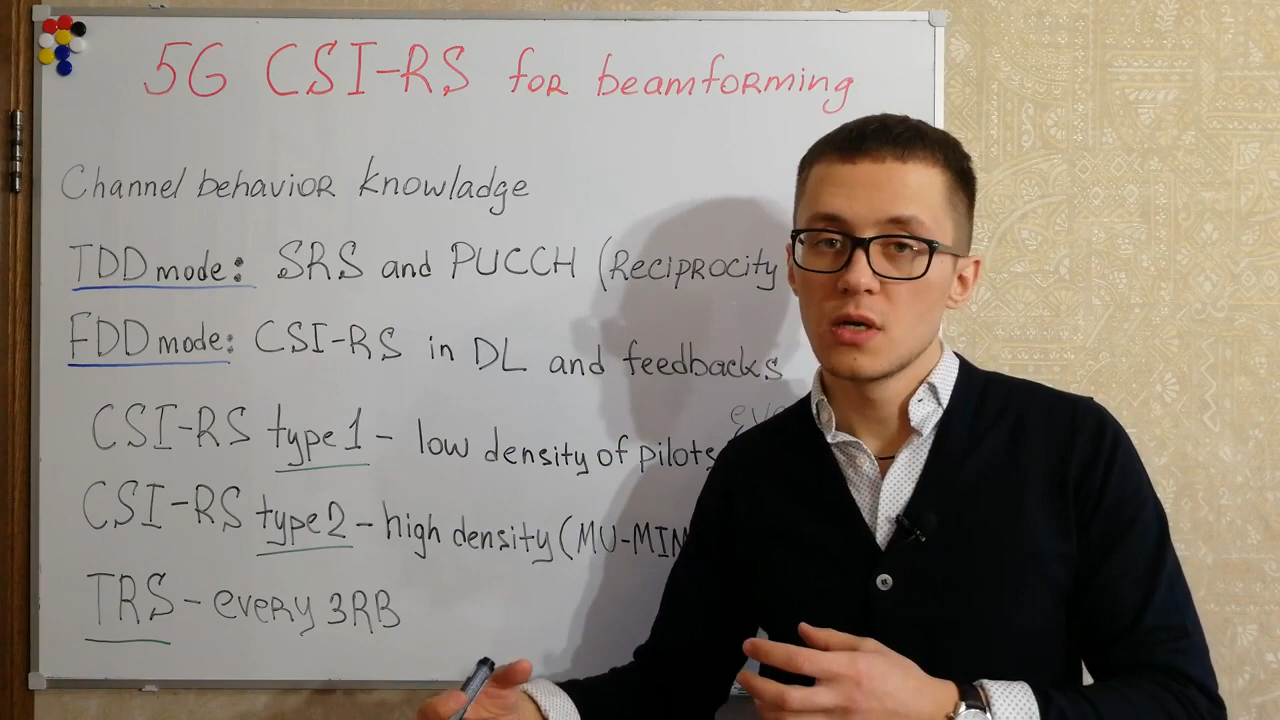 5G CSI-RS for beamforming
Channel behavior knowladge
TDD mode: SRS and PUCCH (Reciprocity
FDD mode: CSI-RS in DL and feedbacks
CSI-RS type 1 - low density of pilots
CSI-RS type 2 - high density (MU-MIM
TRS - every 3RB